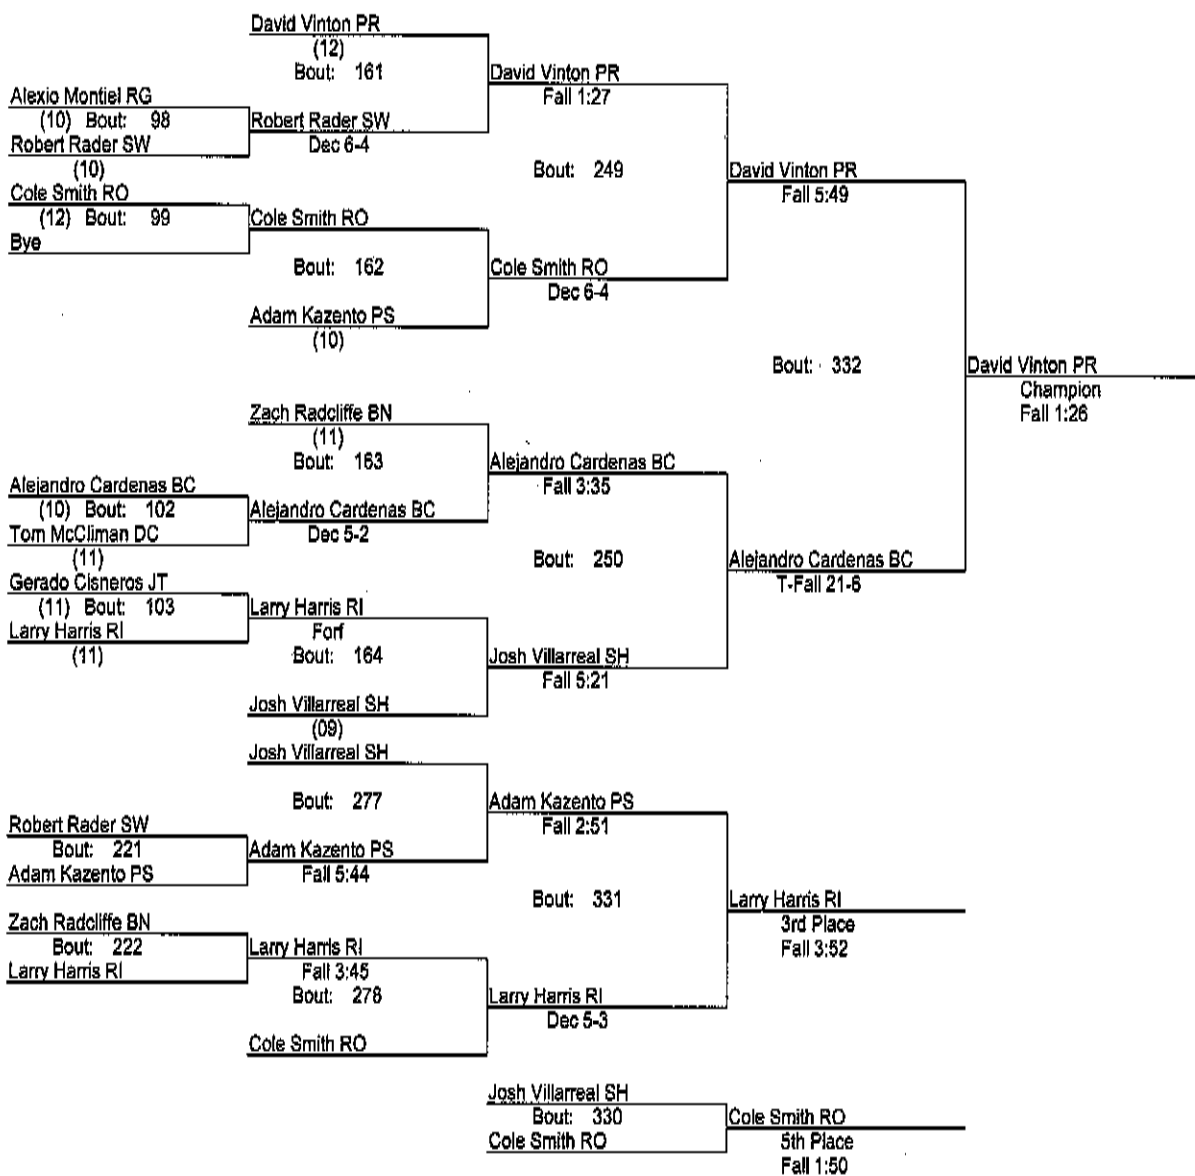 David Vinton PR
(12)
Bout: 161
David Vinton PR
Fall 1:27
Alexio Montiel RG
(10) Bout: 98
Robert Rader SW
Robert Rader SW
Dec 6-4
(10)
Bout: 249
David Vinton PR
Fall 5:49
Cole Smith RO
(12) Bout: 99
Cole Smith RO
Bye
Bout: 162
Cole Smith RO
Dec 6-4
Adam Kazento PS
(10)
Bout: 332
David Vinton PR
Champion
Fall 1:26
Zach Radcliffe BN
(11)
Bout: 163
Alejandro Cardenas BC
Fall 3:35
Alejandro Cardenas BC
(10) Bout: 102
Alejandro Cardenas BC
Dec 5-2
Tom McCliman DC
(11)
Bout: 250
Alejandro Cardenas BC
T-Fall 21-6
Gerado Cisneros JT
(11) Bout: 103
Larry Harris RI
Forf
Larry Harris RI
(11)
Bout: 164
Josh Villarreal SH
Fall 5:21
Josh Villarreal SH
(09)
Josh Villarreal SH
Bout: 277
Adam Kazento PS
Fall 2:51
Robert Rader SW
Bout: 221
Adam Kazento PS
Adam Kazento PS
Fall 5:44
Bout: 331
Larry Harris RI
3rd Place
Fall 3:52
Zach Radcliffe BN
Bout: 222
Larry Harris RI
Larry Harris RI
Fall 3:45
Bout: 278
Larry Harris RI
Dec 5-3
Cole Smith RO
Josh Villarreal SH
Bout: 330
Cole Smith RO
Cole Smith RO
5th Place
Fall 1:50